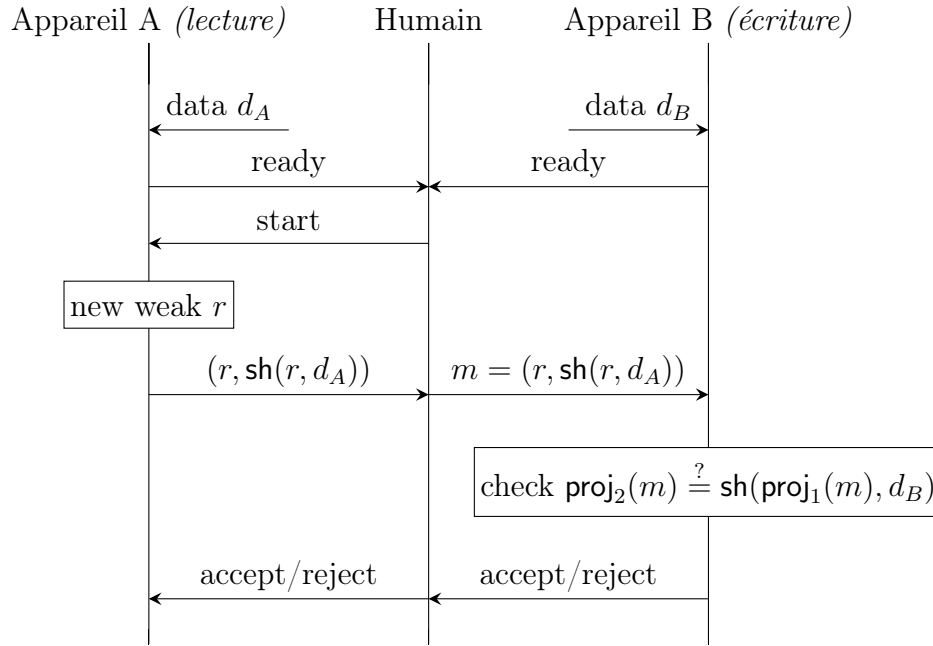 Appareil A (lecture) Humain Appareil B (écriture)
data d_A data d_B
ready ready
start
new weak r
(r, sh(r, d_A)) m = (r, sh(r, d_A))
check proj_2(m) ≟ sh(proj_1(m), d_B)
accept/reject accept/reject